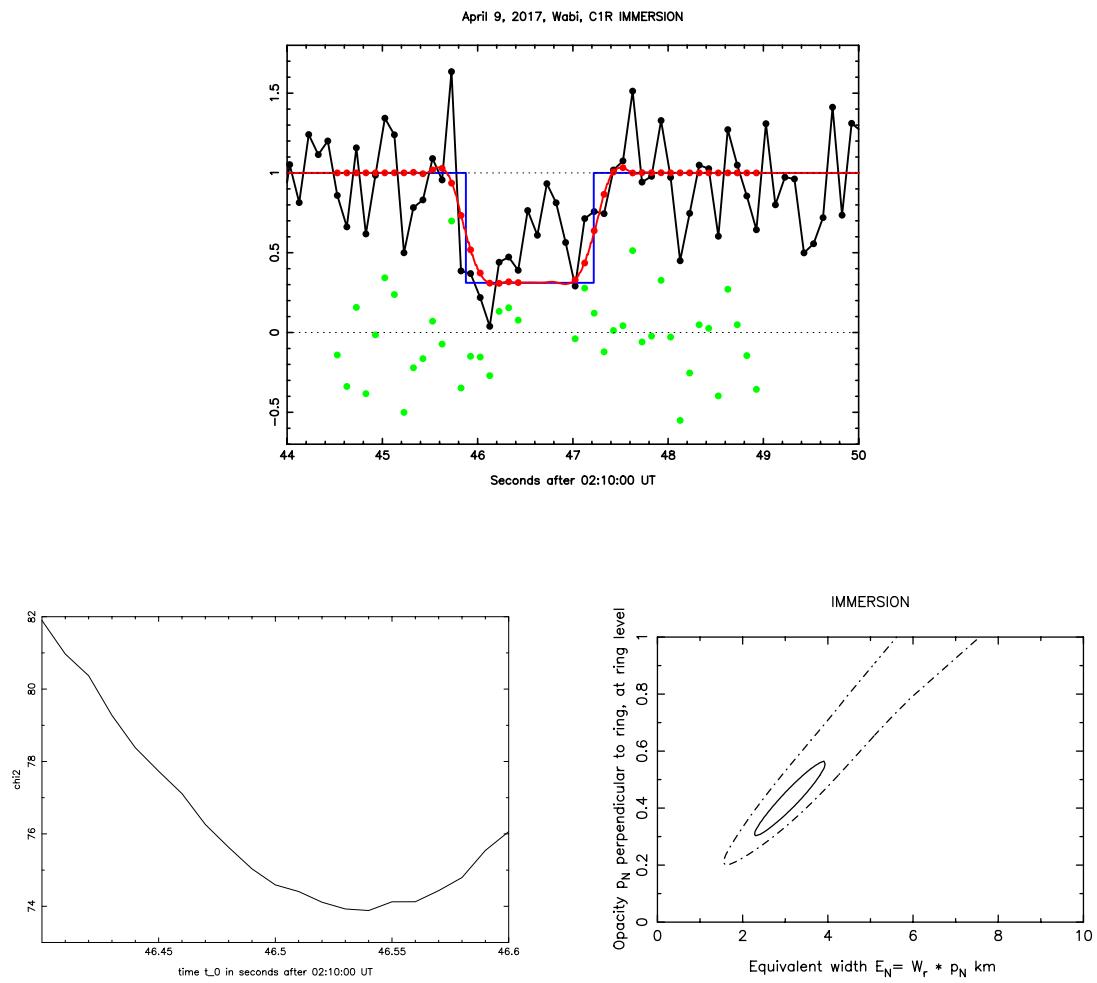 April 9, 2017, Wabi, C1R IMMERSION
1.5
1
0
−0.5
44 45 46 47 48 49 50
Seconds after 02:10:00 UT
82
80
78
76
74
chi2
46.45 46.5 46.55 46.6
time t_0 in seconds after 02:10:00 UT
IMMERSION
Opacity p_N perpendicular to ring, at ring level
1
0.8
0.6
0.4
0.2
0
0 2 4 6 8 10
Equivalent width E_N= W_r * p_N km